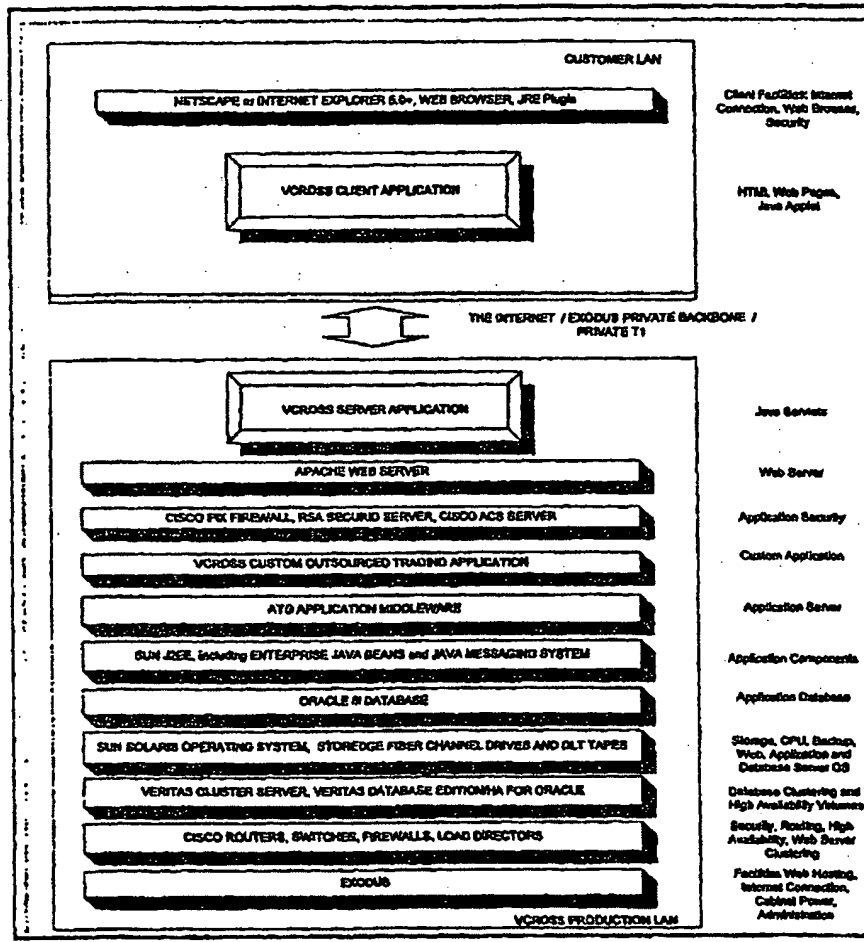 CUSTOMER LAN
NETSCAPE or INTERNET EXPLORER 5.0+, WEB BROWSER, JRE Plugin
Client Facilities: Internet
Connection, Web Browser,
Security
VCROSS CLIENT APPLICATION
HTML Web Pages,
Java Applet
THE INTERNET / EXODUS PRIVATE BACKBONE /
PRIVATE T1
VCROSS SERVER APPLICATION
Java Servlets
APACHE WEB SERVER
Web Server
CISCO PIX FIREWALL, RSA SECURID SERVER, CISCO ACS SERVER
Application Security
VCROSS CUSTOM OUTSOURCED TRADING APPLICATION
Custom Application
ATG APPLICATION MIDDLEWARE
Application Server
SUN J2EE, including ENTERPRISE JAVA BEANS and JAVA MESSAGING SYSTEM
Application Components
ORACLE 8i DATABASE
Application Database
SUN SOLARIS OPERATING SYSTEM, STOREDGE FIBER CHANNEL DRIVES AND DLT TAPES
Storage, CPU, Backup,
Web, Application and
Database Server OS
VERITAS CLUSTER SERVER, VERITAS DATABASE EDITION/HA FOR ORACLE
Database Clustering and
High Availability Volumes
CISCO ROUTERS, SWITCHES, FIREWALLS, LOAD DIRECTORS
Security, Routing, High
Availability, Web Server
Clustering
EXODUS
Facilities Web Hosting,
Internet Connection,
Cabinet Power,
Administration
VCROSS PRODUCTION LAN